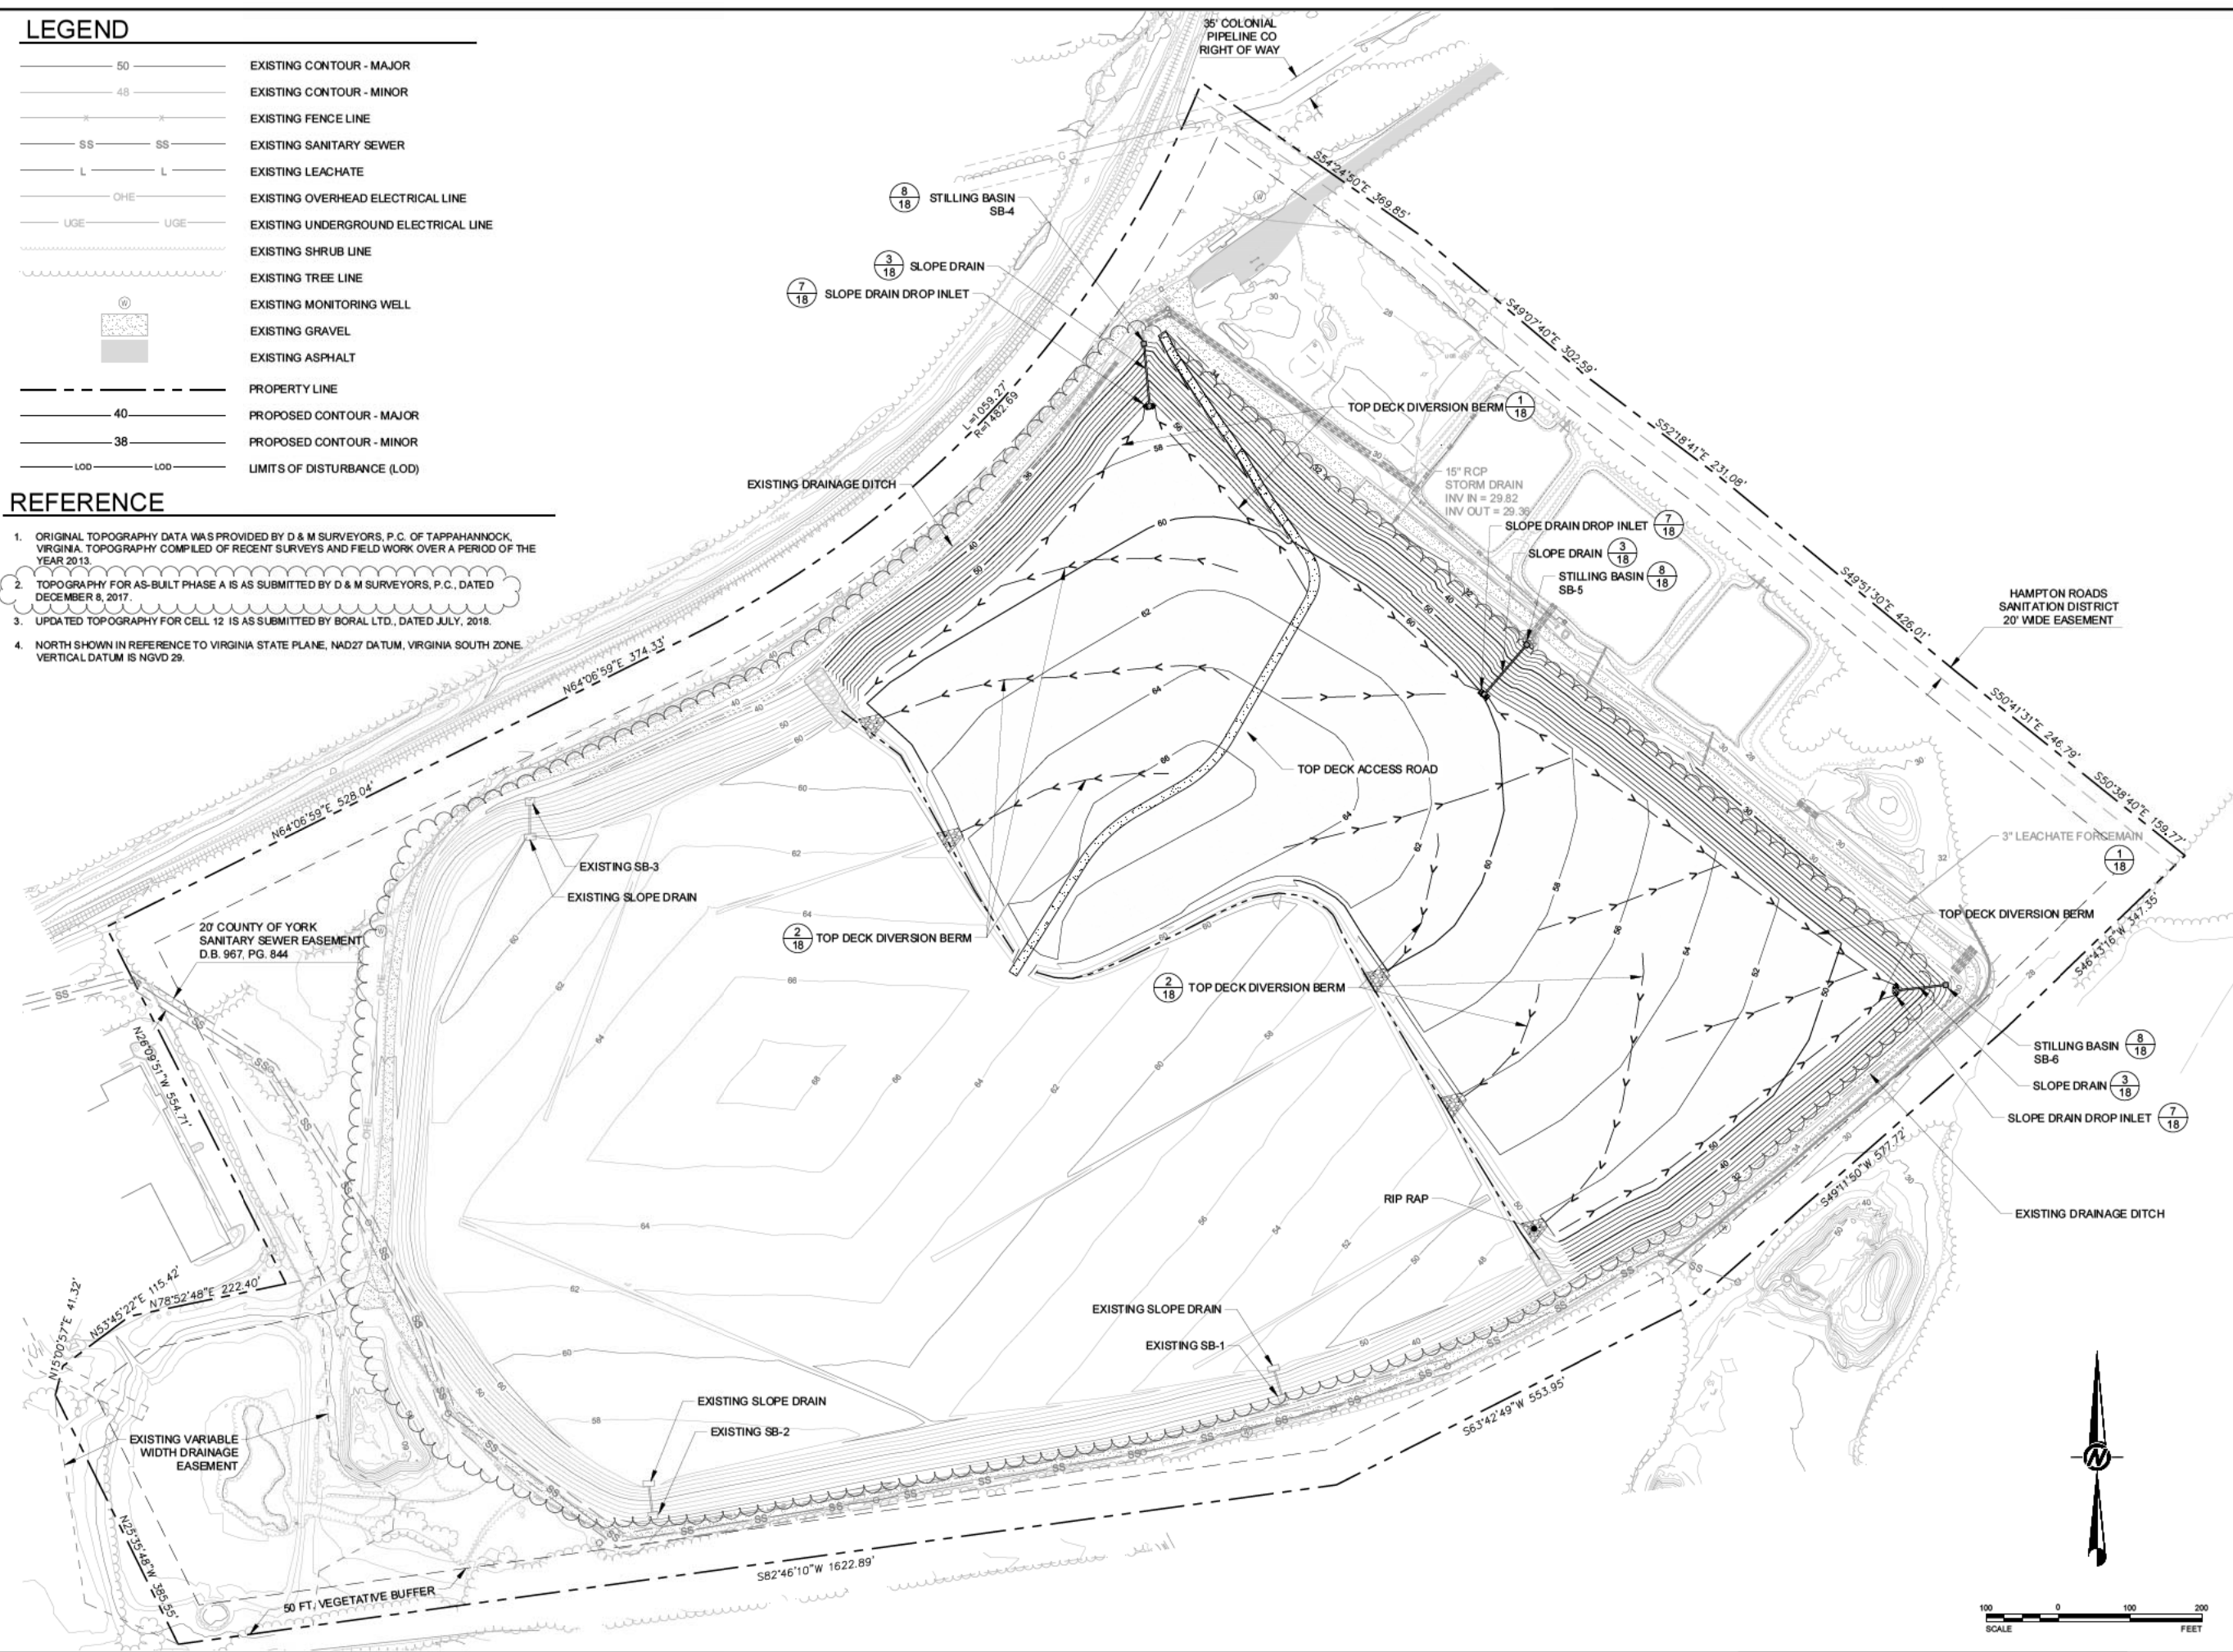 LEGEND
50
EXISTING CONTOUR - MAJOR
48
EXISTING CONTOUR - MINOR
X X
EXISTING FENCE LINE
SS SS
EXISTING SANITARY SEWER
L L
EXISTING LEACHATE
OHE
EXISTING OVERHEAD ELECTRICAL LINE
UGE UGE
EXISTING UNDERGROUND ELECTRICAL LINE
EXISTING SHRUB LINE
EXISTING TREE LINE
W
EXISTING MONITORING WELL
EXISTING GRAVEL
EXISTING ASPHALT
PROPERTY LINE
40
PROPOSED CONTOUR - MAJOR
38
PROPOSED CONTOUR - MINOR
LOD LOD
LIMITS OF DISTURBANCE (LOD)
REFERENCE
1. ORIGINAL TOPOGRAPHY DATA WAS PROVIDED BY D & M SURVEYORS, P.C. OF TAPPAHANNOCK,
VIRGINIA. TOPOGRAPHY COMPILED OF RECENT SURVEYS AND FIELD WORK OVER A PERIOD OF THE
YEAR 2013.
2. TOPOGRAPHY FOR AS-BUILT PHASE A IS AS SUBMITTED BY D & M SURVEYORS, P.C., DATED
DECEMBER 8, 2017.
3. UPDATED TOPOGRAPHY FOR CELL 12 IS AS SUBMITTED BY BORAL LTD., DATED JULY, 2018.
4. NORTH SHOWN IN REFERENCE TO VIRGINIA STATE PLANE, NAD27 DATUM, VIRGINIA SOUTH ZONE.
VERTICAL DATUM IS NGVD 29.
35' COLONIAL
PIPELINE CO
RIGHT OF WAY
8
18
STILLING BASIN
SB-4
3
18
SLOPE DRAIN
7
18
SLOPE DRAIN DROP INLET
S54°24'50"E 369.85'
S49°07'40"E 302.59'
S52°18'41"E 231.08'
S49°51'30"E 426.01'
S50°41'31"E 246.79'
S50°38'40"E 159.77'
L=1059.27'
R=1482.69
TOP DECK DIVERSION BERM
1
18
EXISTING DRAINAGE DITCH
15" RCP
STORM DRAIN
INV IN = 29.82
INV OUT = 29.36
SLOPE DRAIN DROP INLET
7
18
SLOPE DRAIN
3
18
STILLING BASIN
8
18
SB-5
HAMPTON ROADS
SANITATION DISTRICT
20' WIDE EASEMENT
N64°06'59"E 374.33'
N64°06'59"E 528.04'
TOP DECK ACCESS ROAD
3" LEACHATE FORCEMAIN
1
18
TOP DECK DIVERSION BERM
S46°43'16"W 347.35'
EXISTING SB-3
EXISTING SLOPE DRAIN
20' COUNTY OF YORK
SANITARY SEWER EASEMENT
D.B. 967, PG. 844
2
18
TOP DECK DIVERSION BERM
2
18
TOP DECK DIVERSION BERM
STILLING BASIN
8
18
SB-6
SLOPE DRAIN
3
18
SLOPE DRAIN DROP INLET
7
18
N26°09'51"W 554.71'
S49°11'50"W 577.72'
RIP RAP
EXISTING DRAINAGE DITCH
N15°00'57"E 41.32'
N53°45'22"E 115.42'
N78°52'48"E 222.40'
EXISTING SLOPE DRAIN
EXISTING SB-1
EXISTING SLOPE DRAIN
EXISTING SB-2
S63°42'49"W 553.95'
EXISTING VARIABLE
WIDTH DRAINAGE
EASEMENT
N25°35'48"W 385.55'
50 FT. VEGETATIVE BUFFER
S82°46'10"W 1622.89'
N
100 0 100 200
SCALE FEET